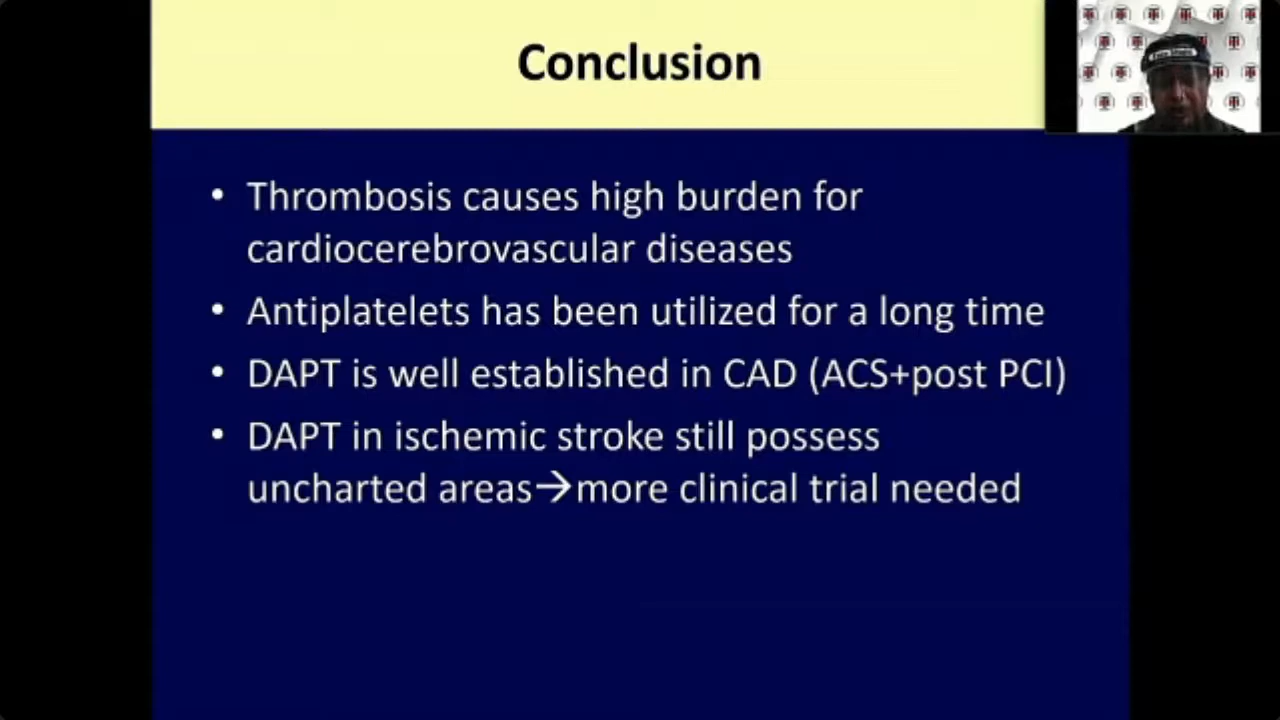 Conclusion
• Thrombosis causes high burden for
cardiocerebrovascular diseases
• Antiplatelets has been utilized for a long time
• DAPT is well established in CAD (ACS+post PCI)
• DAPT in ischemic stroke still possess
uncharted areas→more clinical trial needed